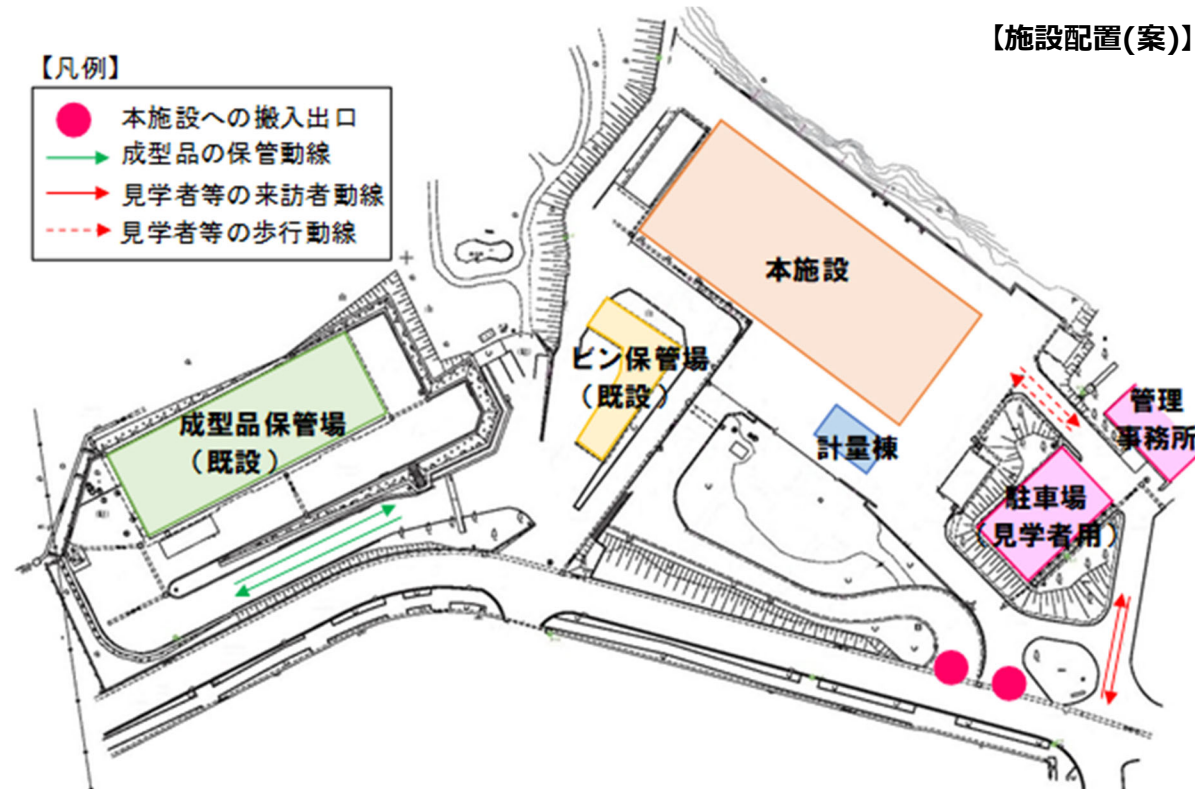 【施設配置(案)】
【凡例】
本施設への搬入出口
成型品の保管動線
見学者等の来訪者動線
見学者等の歩行動線
本施設
ビン保管場
（既設）
成型品保管場
（既設）
計量棟
管理
事務所
駐車場
（見学者用）